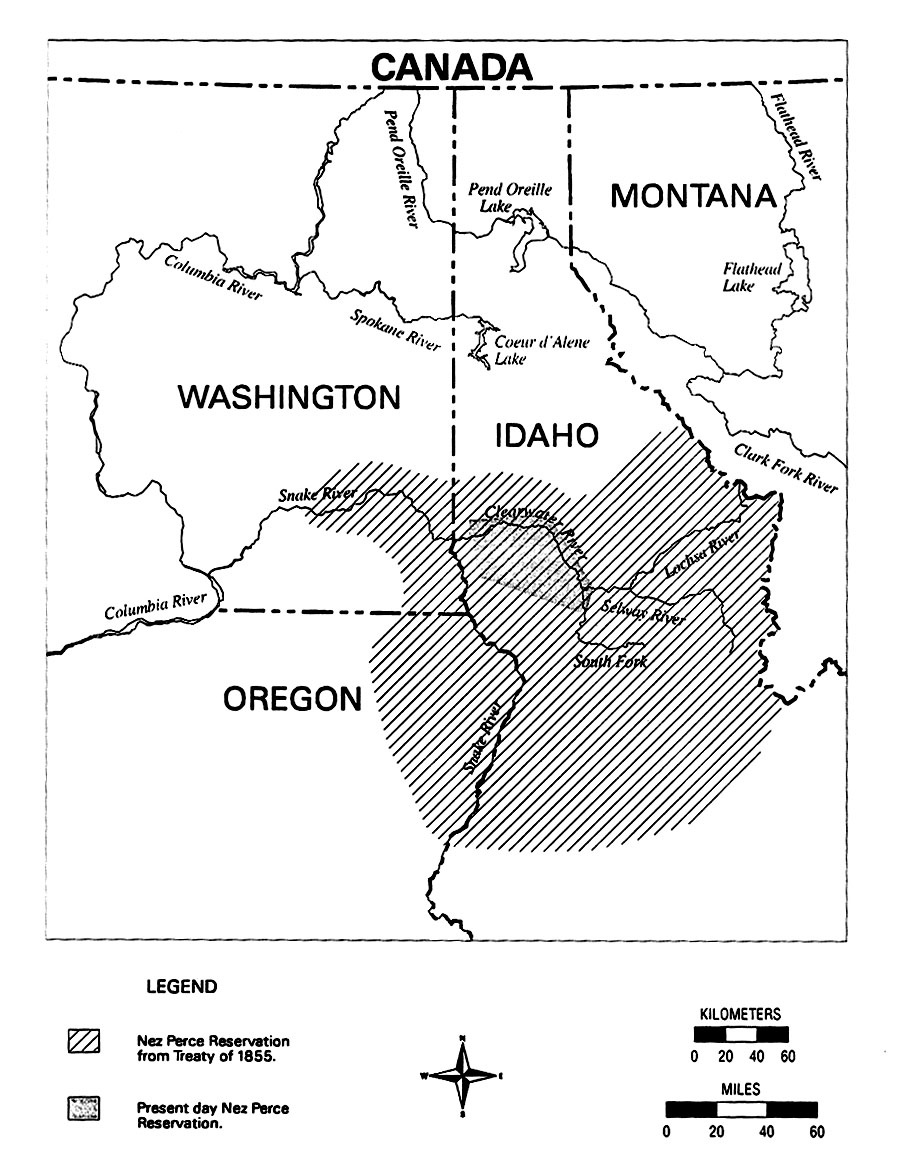 CANADA
Pend Oreille River
Flathead River
Pend Oreille
Lake
MONTANA
Columbia River
Flathead
Lake
Spokane River
Coeur d'Alene
Lake
WASHINGTON
IDAHO
Clark Fork River
Snake River
Clearwater River
Lochsa River
Columbia River
Selway River
South Fork
OREGON
Snake River
LEGEND
Nez Perce Reservation
from Treaty of 1855.
Present day Nez Perce
Reservation.
N
W
E
S
KILOMETERS
0 20 40 60
MILES
0 20 40 60